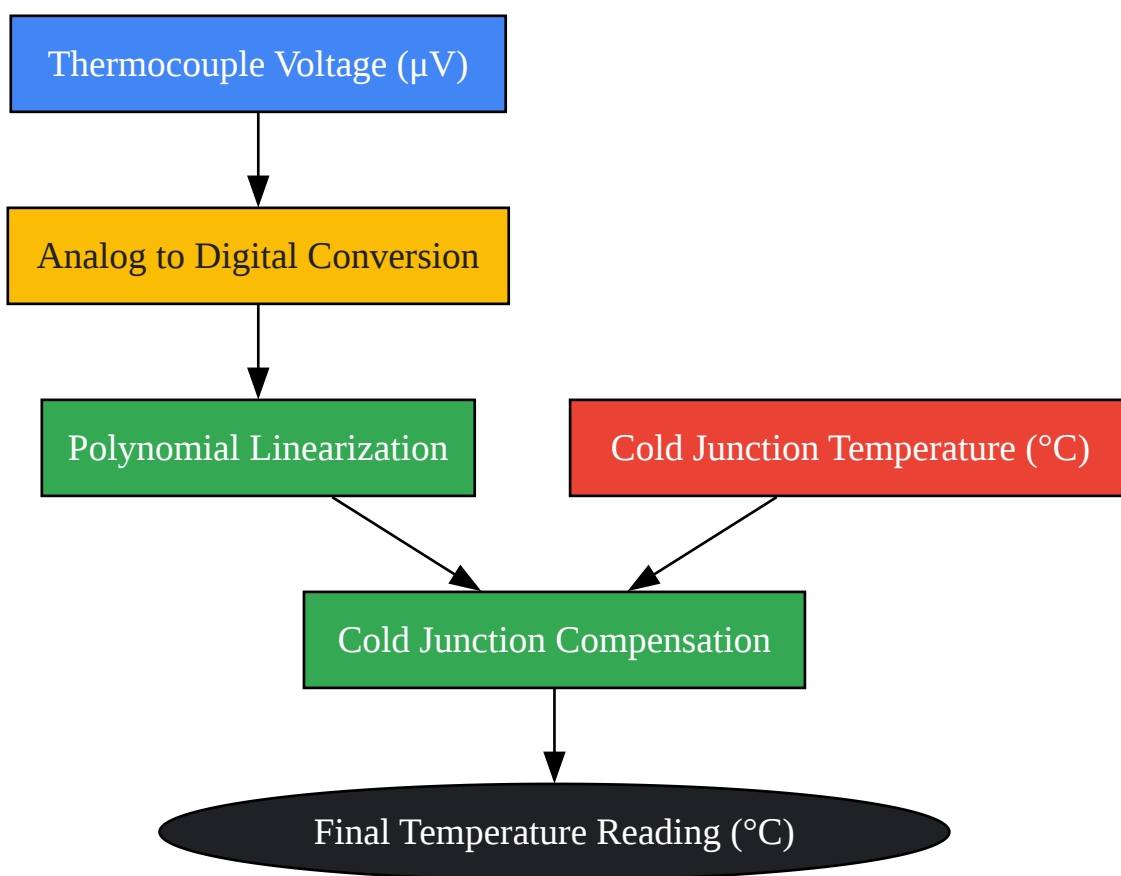 Thermocouple Voltage (μV)
Analog to Digital Conversion
Polynomial Linearization
Cold Junction Temperature (°C)
Cold Junction Compensation
Final Temperature Reading (°C)